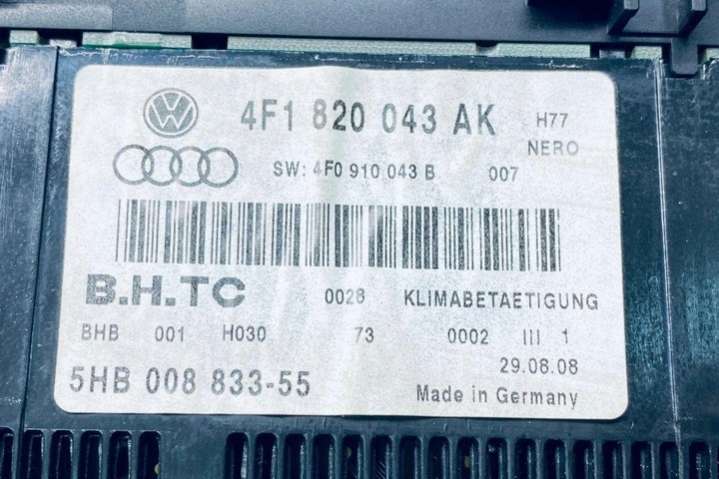 4F1 820 043 AK H77
NERO
SW: 4F0 910 043 B 007
B.H.TC 0028 KLIMABETAETIGUNG
BHB 001 H030 73 0002 III 1
29.08.08
5HB 008 833-55 Made in Germany